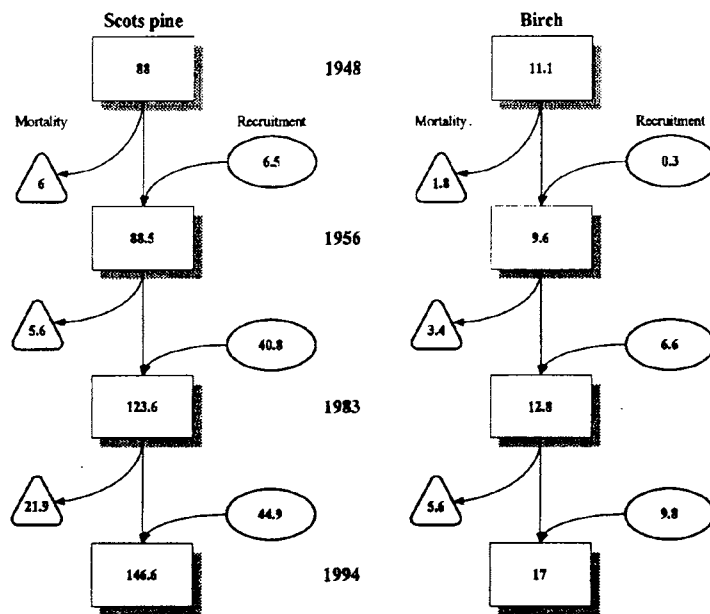 Scots pine Birch
88 1948 11.1
Mortality Recruitment Mortality Recruitment
6 6.5 1.8 0.3
88.5 1956 9.6
5.6 40.8 3.4 6.6
123.6 1983 12.8
21.9 44.9 5.6 9.8
146.6 1994 17